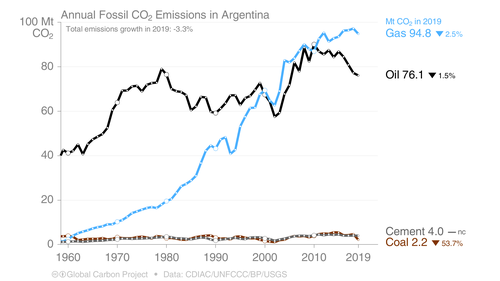 Annual Fossil CO₂ Emissions in Argentina
Total emissions growth in 2019: -3.3%
100 Mt
CO₂
80
60
40
20
0
1960 1970 1980 1990 2000 2010 2019
Mt CO₂ in 2019
Gas 94.8 ▼2.5%
Oil 76.1 ▼1.5%
Cement 4.0 —nc
Coal 2.2 ▼53.7%
Global Carbon Project • Data: CDIAC/UNFCCC/BP/USGS